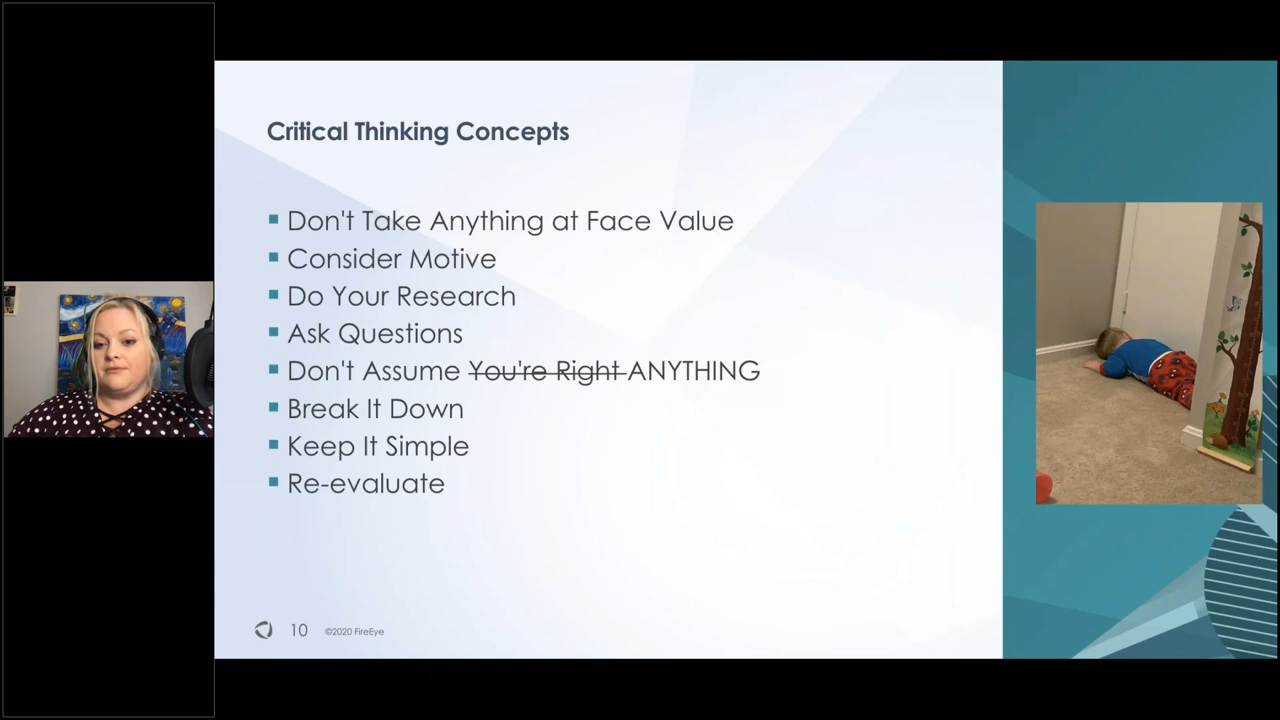 Critical Thinking Concepts
Don't Take Anything at Face Value
Consider Motive
Do Your Research
Ask Questions
Don't Assume You're Right ANYTHING
Break It Down
Keep It Simple
Re-evaluate
10 ©2020 FireEye